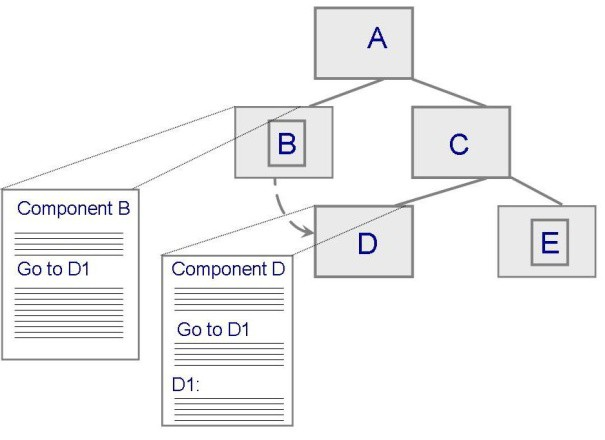 A
B
C
Component B
Go to D1
D
E
Component D
Go to D1
D1: